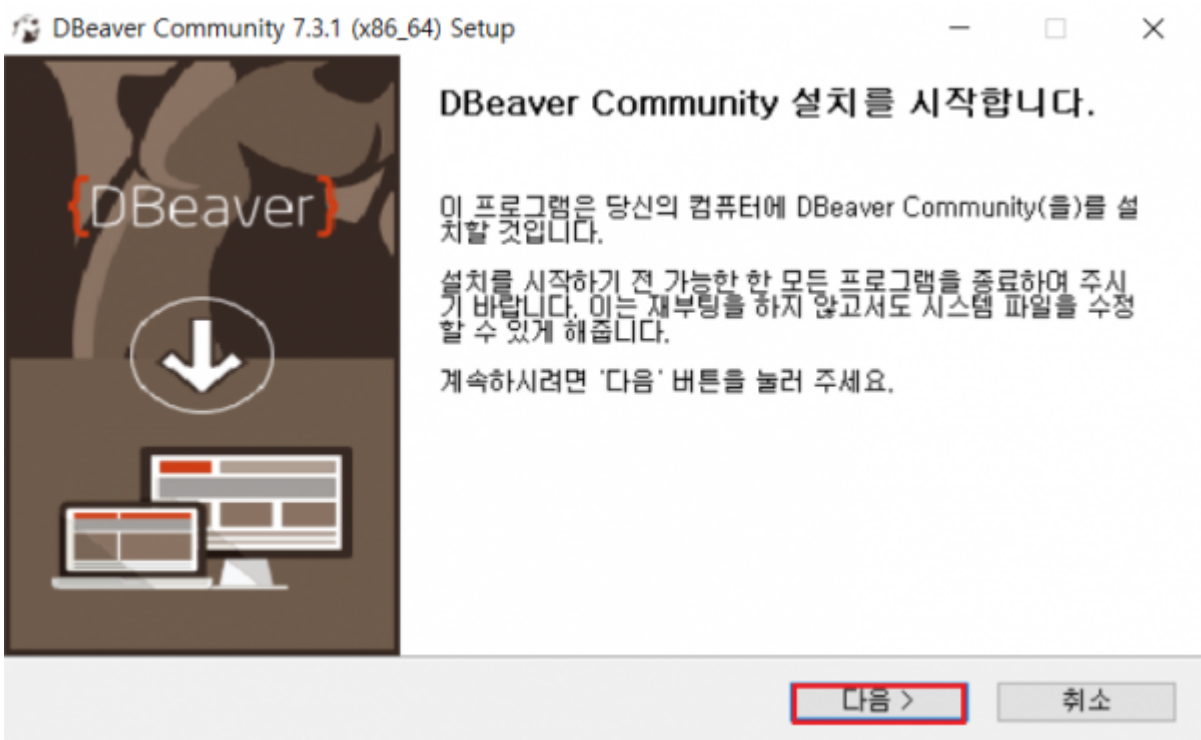 DBeaver Community 7.3.1 (x86_64) Setup
{DBeaver}
DBeaver Community 설치를 시작합니다.
이 프로그램은 당신의 컴퓨터에 DBeaver Community(을)를 설
치할 것입니다.
설치를 시작하기 전 가능한 한 모든 프로그램을 종료하여 주시
기 바랍니다. 이는 재부팅을 하지 않고서도 시스템 파일을 수정
할 수 있게 해줍니다.
계속하시려면 '다음' 버튼을 눌러 주세요.
다음 >
취소